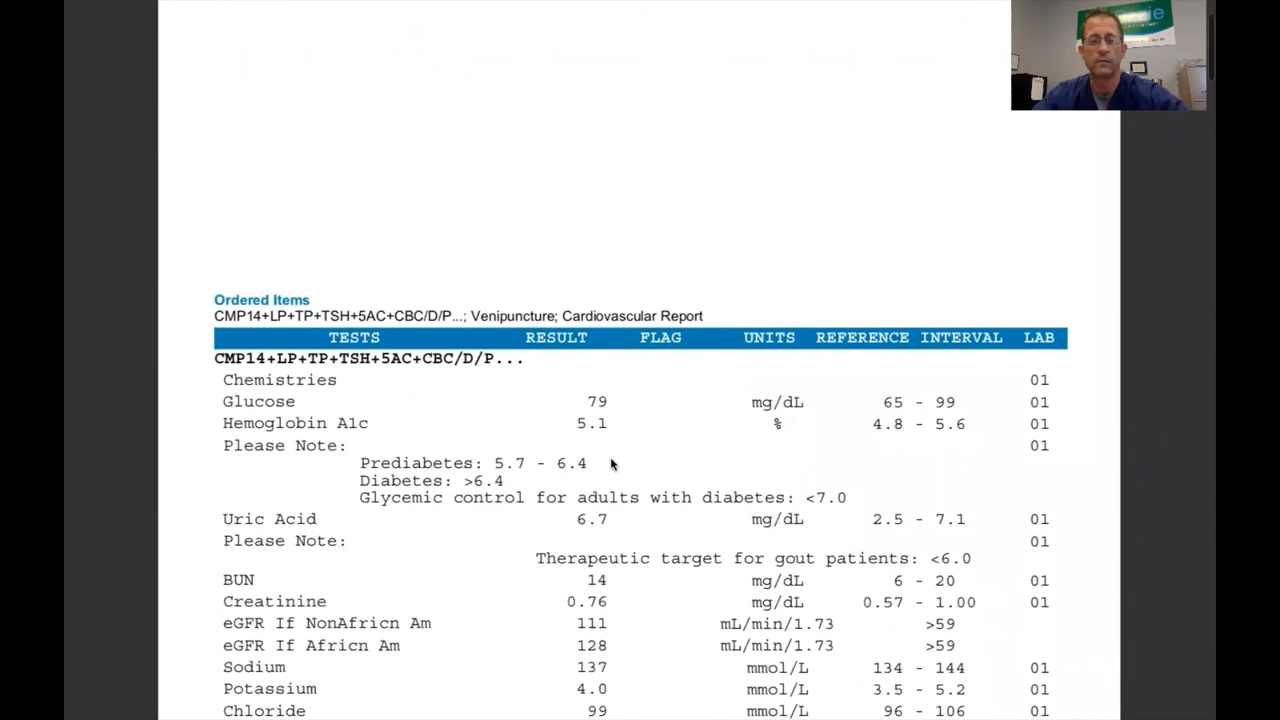 Ordered Items
CMP14+LP+TP+TSH+5AC+CBC/D/P...; Venipuncture; Cardiovascular Report
TESTS RESULT FLAG UNITS REFERENCE INTERVAL LAB
CMP14+LP+TP+TSH+5AC+CBC/D/P...
Chemistries 01
Glucose 79 mg/dL 65 - 99 01
Hemoglobin A1c 5.1 % 4.8 - 5.6 01
Please Note: 01
Prediabetes: 5.7 - 6.4
Diabetes: >6.4
Glycemic control for adults with diabetes: <7.0
Uric Acid 6.7 mg/dL 2.5 - 7.1 01
Please Note: 01
Therapeutic target for gout patients: <6.0
BUN 14 mg/dL 6 - 20 01
Creatinine 0.76 mg/dL 0.57 - 1.00 01
eGFR If NonAfricn Am 111 mL/min/1.73 >59
eGFR If Africn Am 128 mL/min/1.73 >59
Sodium 137 mmol/L 134 - 144 01
Potassium 4.0 mmol/L 3.5 - 5.2 01
Chloride 99 mmol/L 96 - 106 01